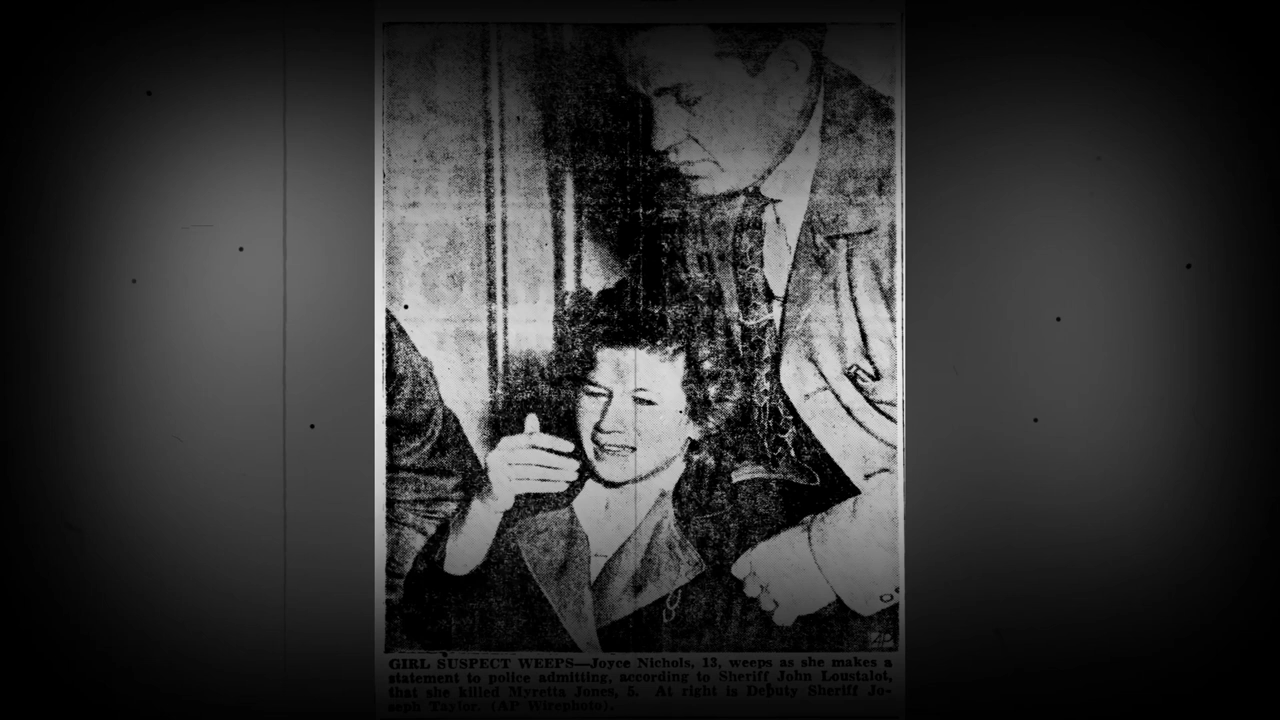 GIRL SUSPECT WEEPS—Joyce Nichols, 13, weeps as she makes a
statement to police admitting, according to Sheriff John Loustalot,
that she killed Myretta Jones, 5. At right is Deputy Sheriff Jo-
seph Taylor. (AP Wirephoto).